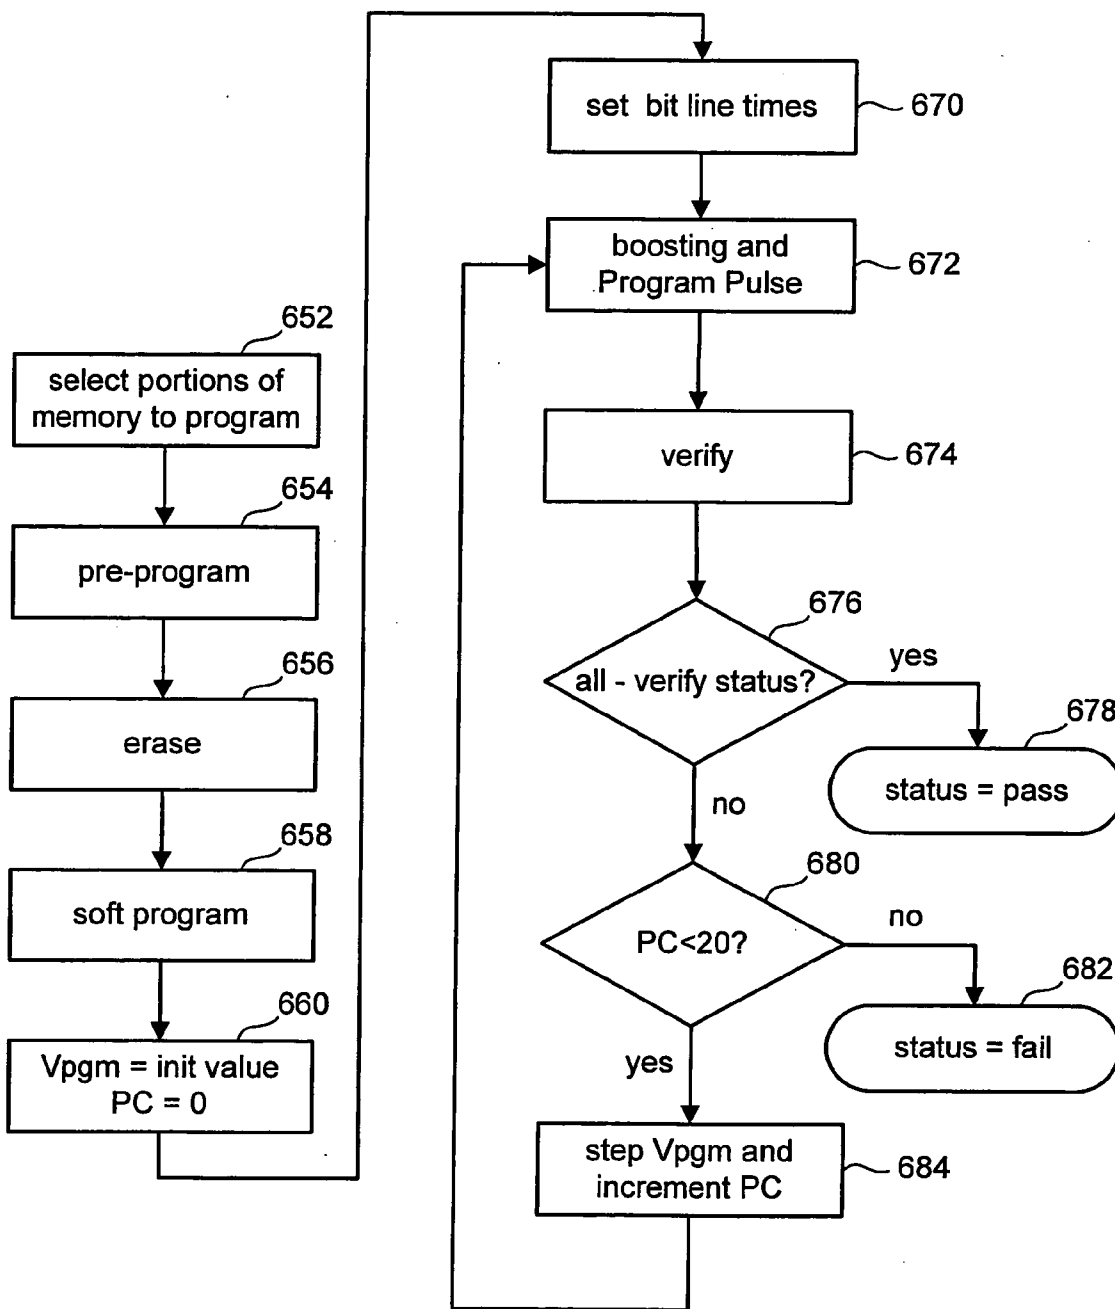 652
select portions of
memory to program
654
pre-program
656
erase
658
soft program
660
Vpgm = init value
PC = 0
set bit line times
670
boosting and
Program Pulse
672
verify
674
676
all - verify status?
yes
678
status = pass
no
680
PC<20?
no
682
status = fail
yes
step Vpgm and
increment PC
684